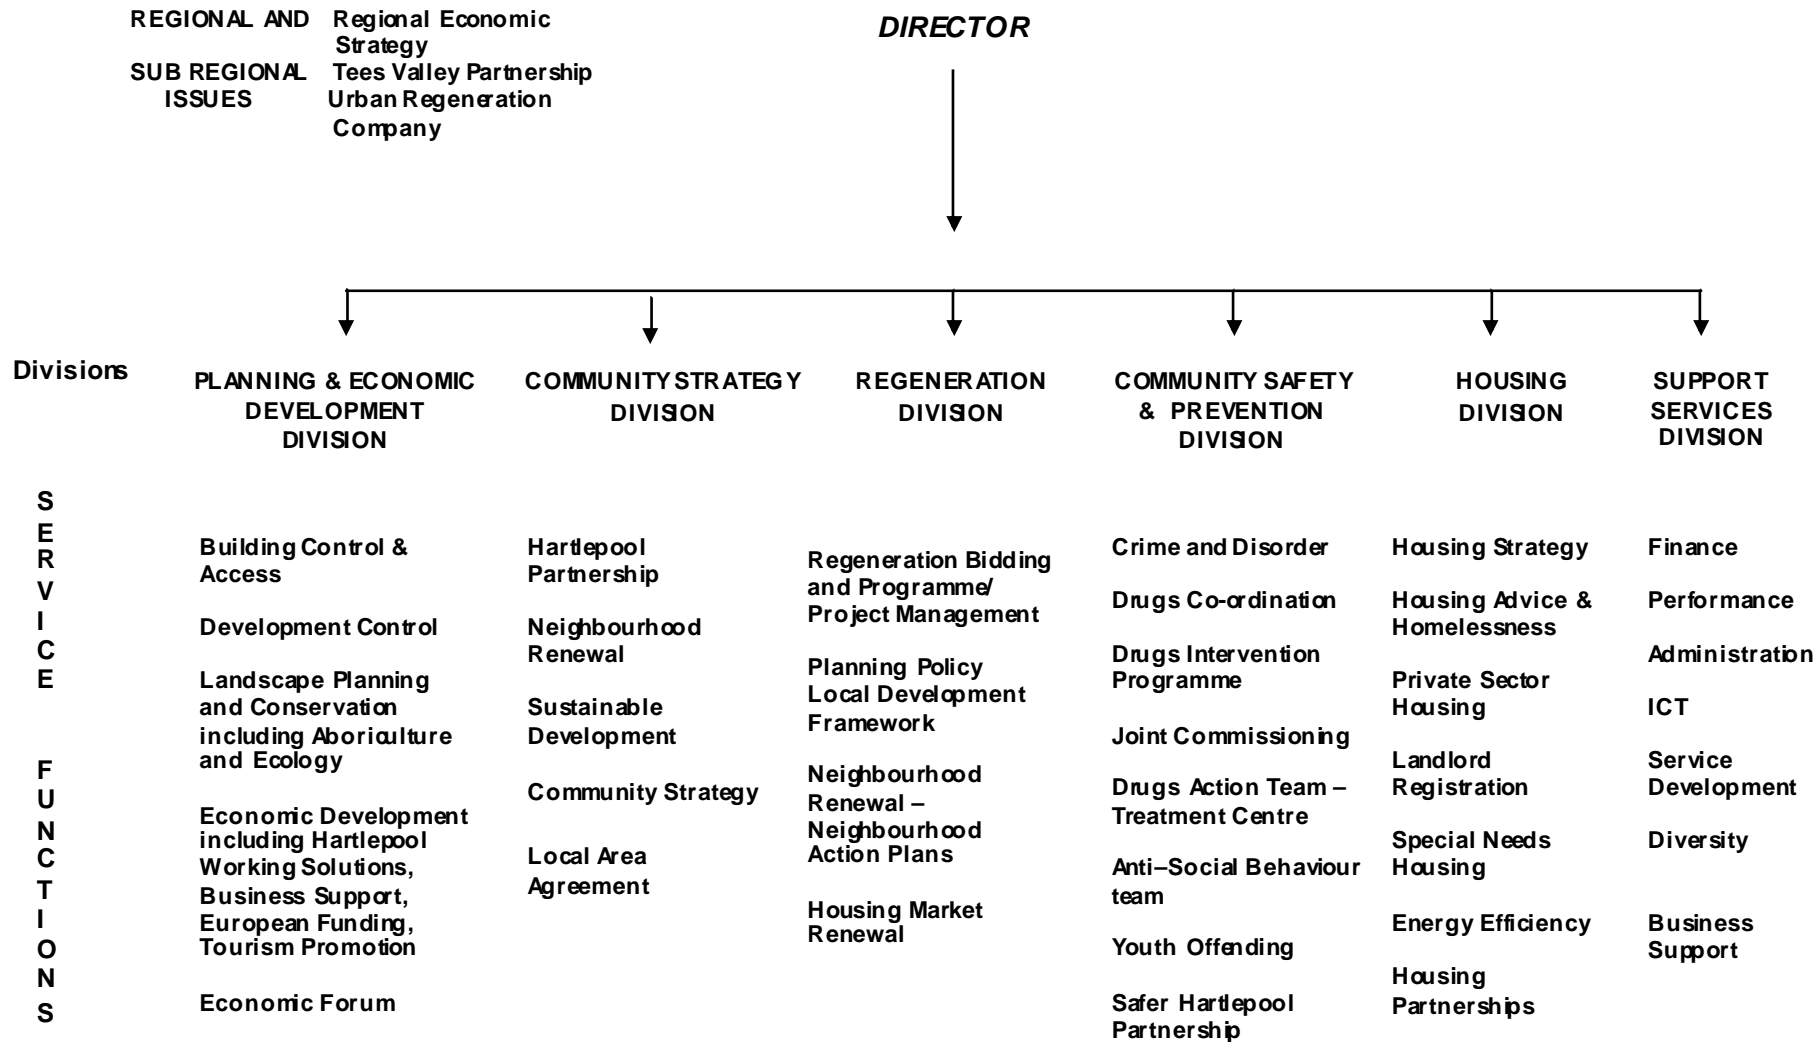 REGIONAL AND Regional Economic
Strategy
SUB REGIONAL Tees Valley Partnership
ISSUES Urban Regeneration
Company
DIRECTOR
Divisions
PLANNING & ECONOMIC
DEVELOPMENT
DIVISION
COMMUNITY STRATEGY
DIVISION
REGENERATION
DIVISION
COMMUNITY SAFETY
& PREVENTION
DIVISION
HOUSING
DIVISION
SUPPORT
SERVICES
DIVISION
S
E
R
V
I
C
E
F
U
N
C
T
I
O
N
S
Building Control &
Access
Development Control
Landscape Planning
and Conservation
including Aboriculture
and Ecology
Economic Development
including Hartlepool
Working Solutions,
Business Support,
European Funding,
Tourism Promotion
Economic Forum
Hartlepool
Partnership
Neighbourhood
Renewal
Sustainable
Development
Community Strategy
Local Area
Agreement
Regeneration Bidding
and Programme/
Project Management
Planning Policy
Local Development
Framework
Neighbourhood
Renewal –
Neighbourhood
Action Plans
Housing Market
Renewal
Crime and Disorder
Drugs Co-ordination
Drugs Intervention
Programme
Joint Commissioning
Drugs Action Team –
Treatment Centre
Anti–Social Behaviour
team
Youth Offending
Safer Hartlepool
Partnership
Housing Strategy
Housing Advice &
Homelessness
Private Sector
Housing
Landlord
Registration
Special Needs
Housing
Energy Efficiency
Housing
Partnerships
Finance
Performance
Administration
ICT
Service
Development
Diversity
Business
Support